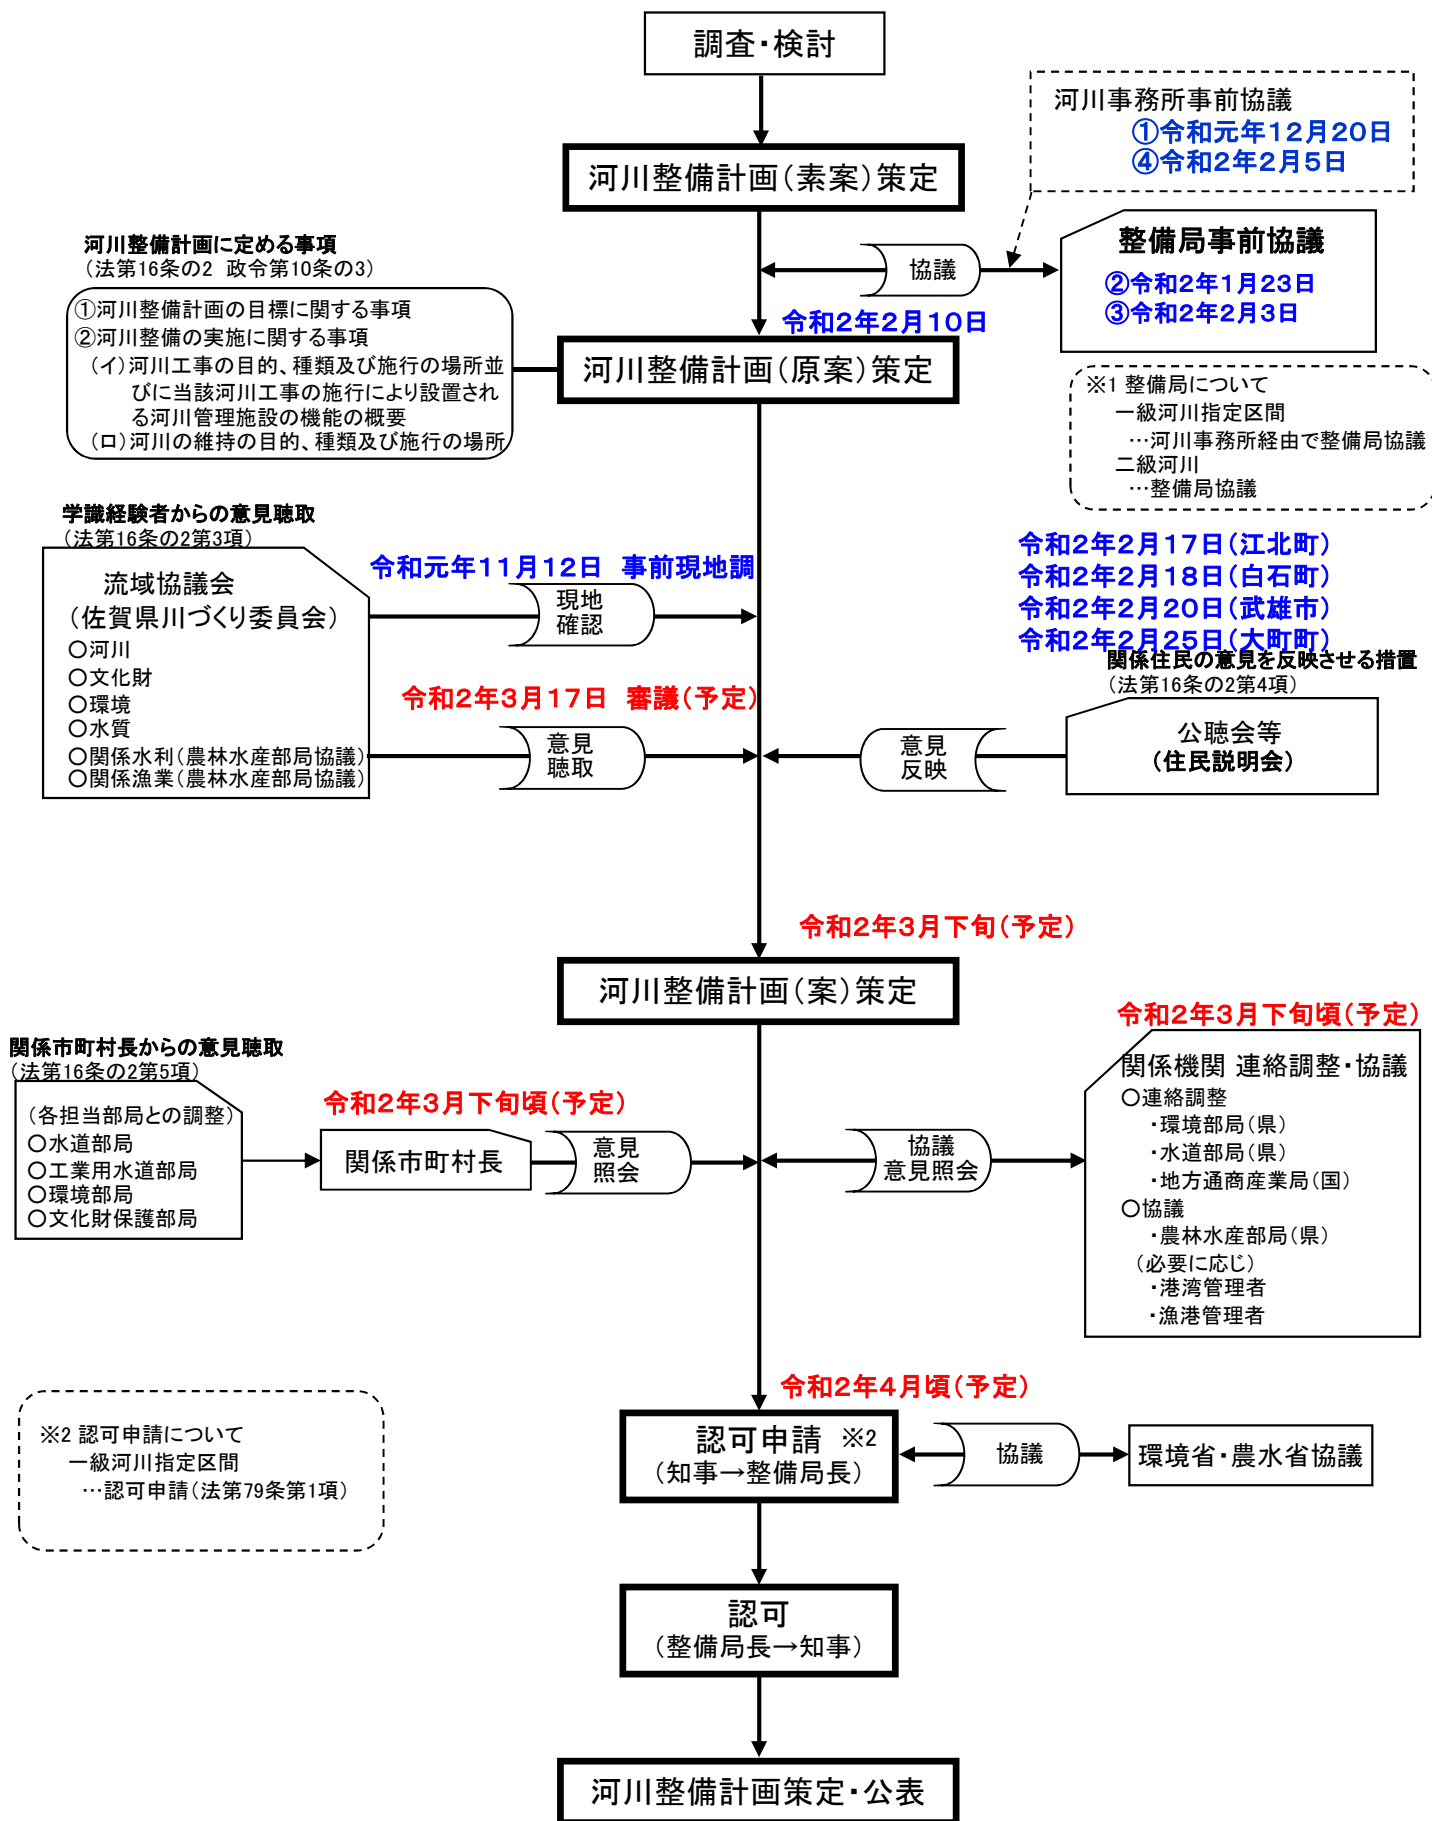 調査・検討
河川事務所事前協議
①令和元年12月20日
④令和2年2月5日
河川整備計画(素案)策定
整備局事前協議
②令和2年1月23日
③令和2年2月3日
協議
河川整備計画に定める事項
(法第16条の2 政令第10条の3)
①河川整備計画の目標に関する事項
②河川整備の実施に関する事項
(イ)河川工事の目的、種類及び施行の場所並
びに当該河川工事の施行により設置され
る河川管理施設の機能の概要
(ロ)河川の維持の目的、種類及び施行の場所
令和2年2月10日
河川整備計画(原案)策定
※1 整備局について
一級河川指定区間
…河川事務所経由で整備局協議
二級河川
…整備局協議
学識経験者からの意見聴取
(法第16条の2第3項)
流域協議会
(佐賀県川づくり委員会)
○河川
○文化財
○環境
○水質
○関係水利(農林水産部局協議)
○関係漁業(農林水産部局協議)
令和元年11月12日 事前現地調
現地
確認
令和2年3月17日 審議(予定)
意見
聴取
令和2年2月17日(江北町)
令和2年2月18日(白石町)
令和2年2月20日(武雄市)
令和2年2月25日(大町町)
関係住民の意見を反映させる措置
(法第16条の2第4項)
公聴会等
(住民説明会)
意見
反映
令和2年3月下旬(予定)
河川整備計画(案)策定
関係市町村長からの意見聴取
(法第16条の2第5項)
(各担当部局との調整)
○水道部局
○工業用水道部局
○環境部局
○文化財保護部局
令和2年3月下旬頃(予定)
関係市町村長
意見
照会
協議
意見照会
令和2年3月下旬頃(予定)
関係機関 連絡調整・協議
○連絡調整
・環境部局(県)
・水道部局(県)
・地方通商産業局(国)
○協議
・農林水産部局(県)
(必要に応じ)
・港湾管理者
・漁港管理者
令和2年4月頃(予定)
認可申請 ※2
(知事→整備局長)
協議
環境省・農水省協議
※2 認可申請について
一級河川指定区間
…認可申請(法第79条第1項)
認可
(整備局長→知事)
河川整備計画策定・公表